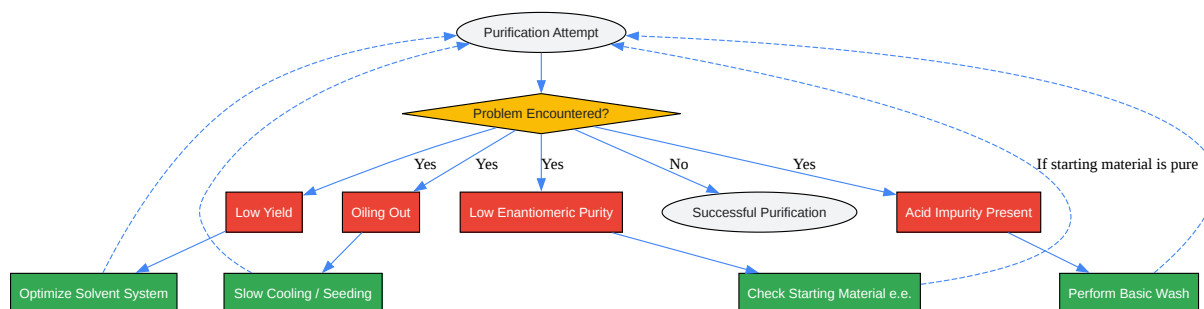 Purification Attempt
Problem Encountered?
Yes
Yes
Yes
No
Yes
If starting material is pure
Low Yield
Oiling Out
Low Enantiomeric Purity
Successful Purification
Acid Impurity Present
Optimize Solvent System
Slow Cooling / Seeding
Check Starting Material e.e.
Perform Basic Wash